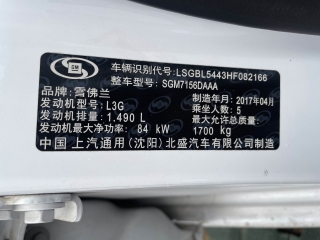 车辆识别代号: LSGBL5443HF082166
整车型号: SGM7156DAAA
品牌: 雪佛兰 制造年月: 2017年04月
发动机型号: L3G 乘坐人数: 5
发动机排量: 1.490 L 最大允许总质量:
发动机最大净功率: 84 kW 1700 kg
中国 上汽通用(沈阳)北盛汽车有限公司制造